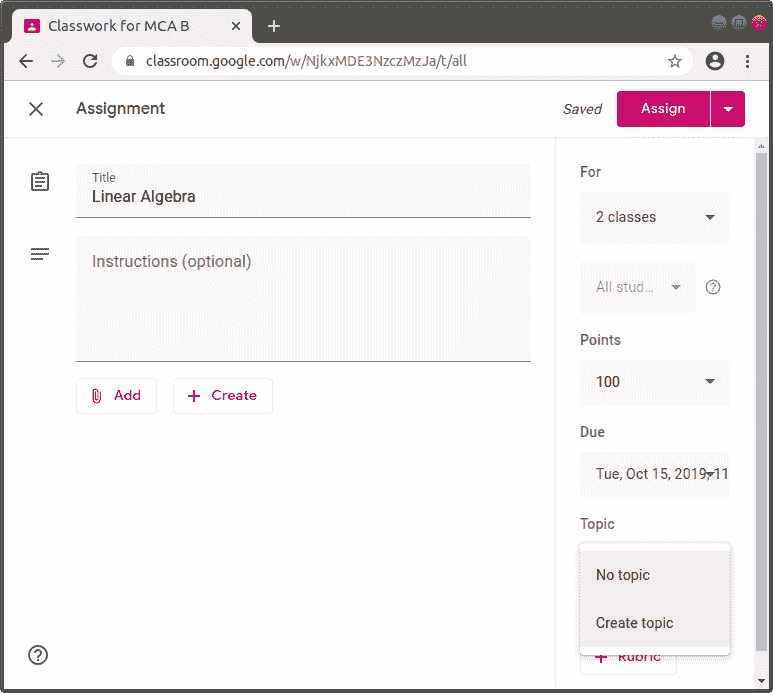 Classwork for MCA B
classroom.google.com/w/NjkxMDE3NzczMzJa/t/all
Assignment
Saved
Assign
Title
Linear Algebra
Instructions (optional)
Add
Create
For
2 classes
All stud...
Points
100
Due
Tue, Oct 15, 2019, 11
Topic
No topic
Create topic
Rubric